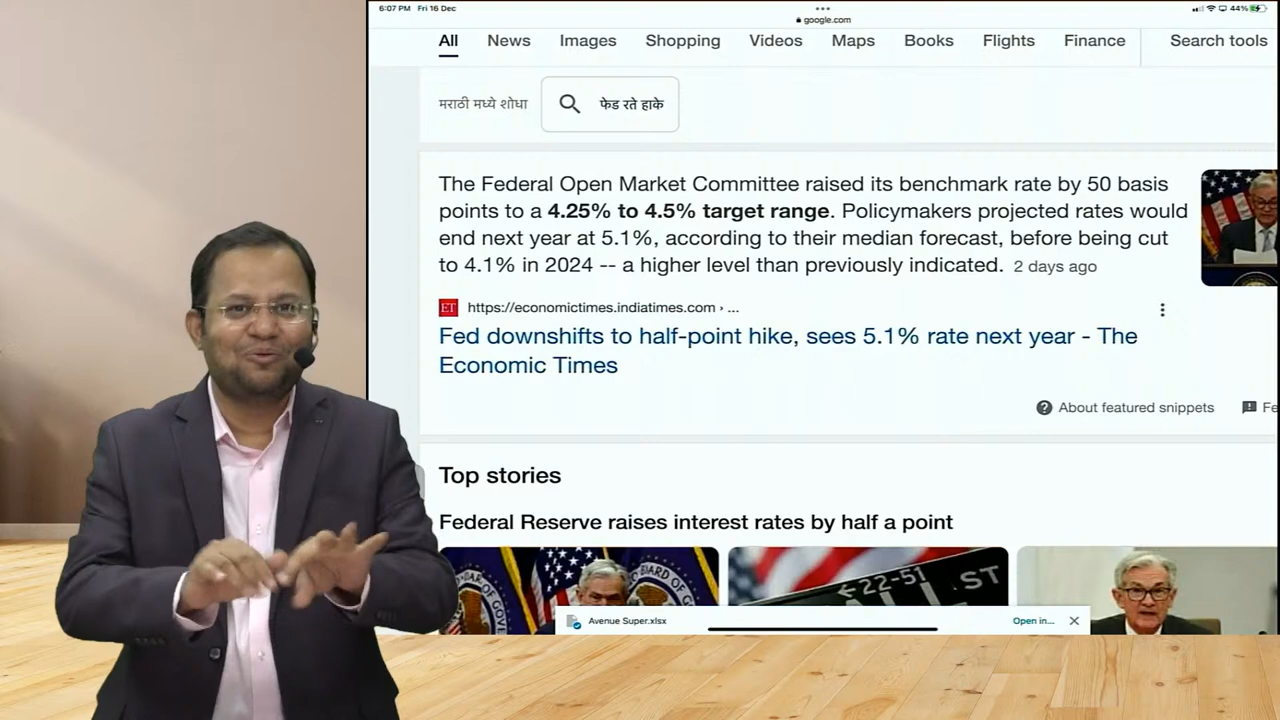 6:07 PM Fri 16 Dec
44%
google.com
All News Images Shopping Videos Maps Books Flights Finance Search tools
मराठी मध्ये शोधा फेड रते हाके
The Federal Open Market Committee raised its benchmark rate by 50 basis
points to a 4.25% to 4.5% target range. Policymakers projected rates would
end next year at 5.1%, according to their median forecast, before being cut
to 4.1% in 2024 -- a higher level than previously indicated. 2 days ago
ET https://economictimes.indiatimes.com › ...
Fed downshifts to half-point hike, sees 5.1% rate next year - The
Economic Times
About featured snippets Fe
Top stories
Federal Reserve raises interest rates by half a point
←22-51
ST
Avenue Super.xlsx Open in...